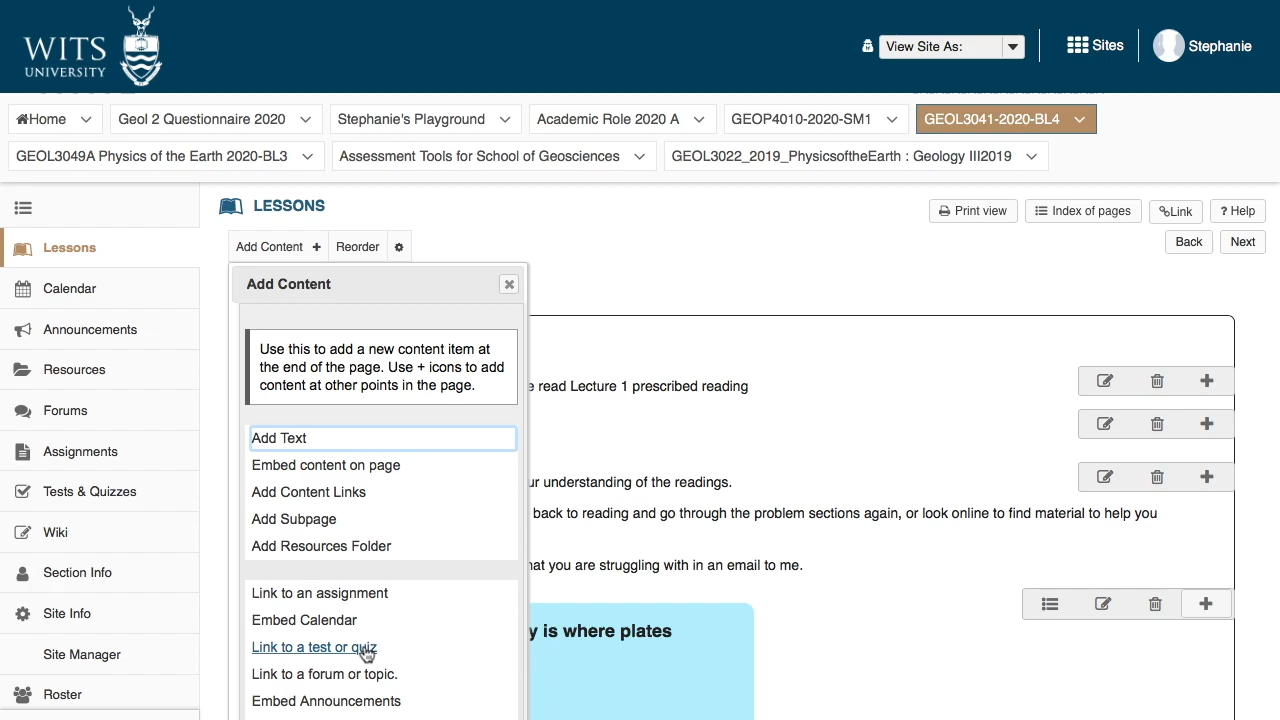 WITS
UNIVERSITY
View Site As:
Sites
Stephanie
Home
Geol 2 Questionnaire 2020
Stephanie's Playground
Academic Role 2020 A
GEOP4010-2020-SM1
GEOL3041-2020-BL4
GEOL3049A Physics of the Earth 2020-BL3
Assessment Tools for School of Geosciences
GEOL3022_2019_PhysicsoftheEarth : Geology III2019
LESSONS
Print view
Index of pages
Link
? Help
Back
Next
Lessons
Calendar
Announcements
Resources
Forums
Assignments
Tests & Quizzes
Wiki
Section Info
Site Info
Site Manager
Roster
Add Content +
Reorder
Add Content
Use this to add a new content item at
the end of the page. Use + icons to add
content at other points in the page.
Add Text
Embed content on page
Add Content Links
Add Subpage
Add Resources Folder
Link to an assignment
Embed Calendar
Link to a test or quiz
Link to a forum or topic.
Embed Announcements
read Lecture 1 prescribed reading
understanding of the readings.
back to reading and go through the problem sections again, or look online to find material to help you
you are struggling with in an email to me.
is where plates